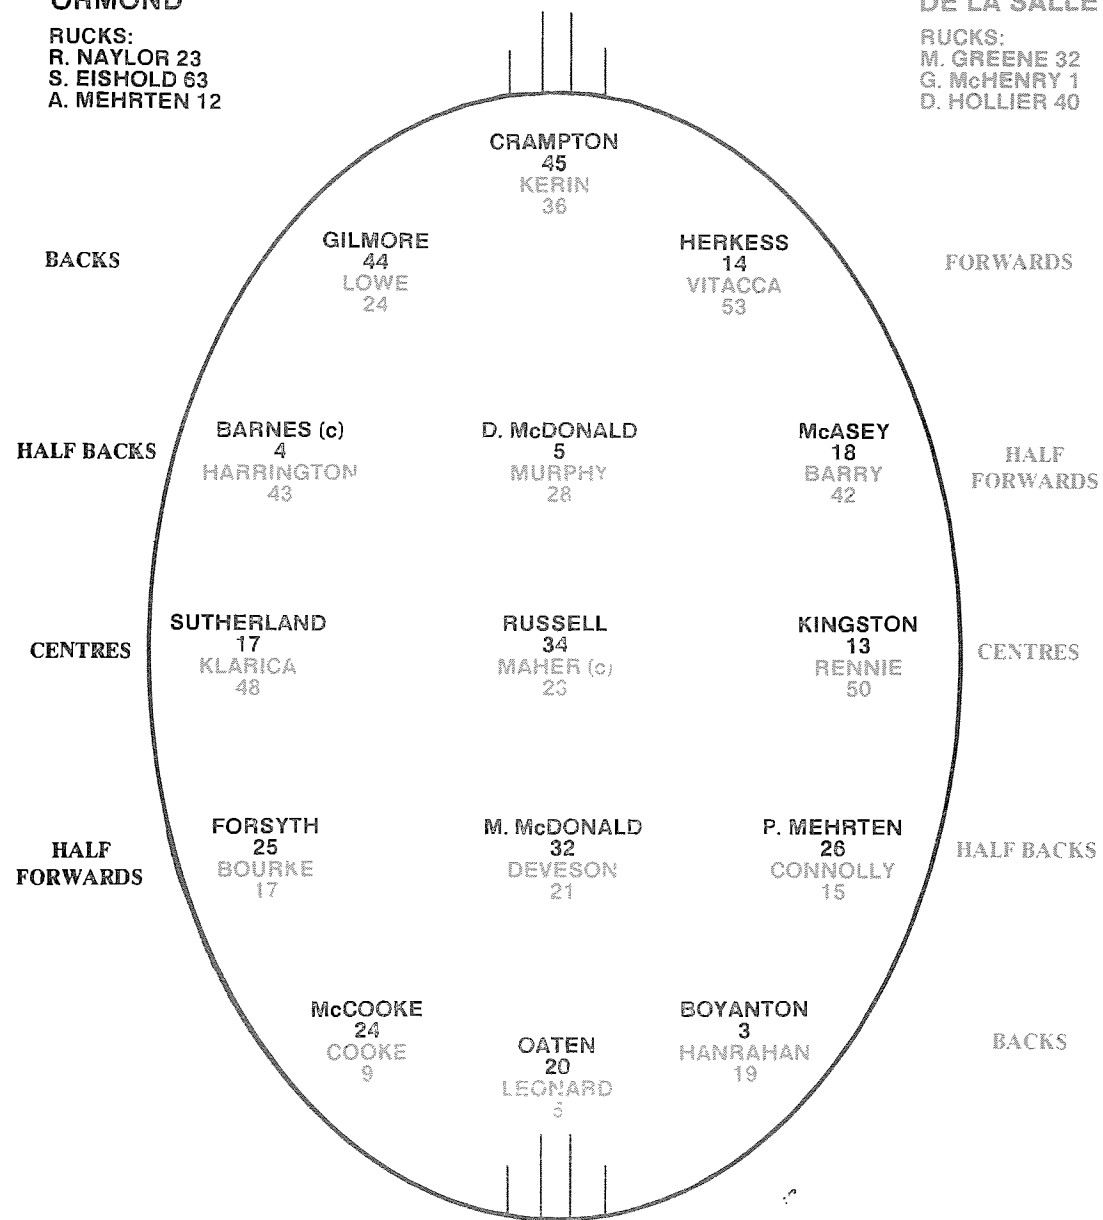 ORMOND
RUCKS:
R. NAYLOR 23
S. EISHOLD 63
A. MEHRTEN 12
DE LA SALLE
RUCKS:
M. GREENE 32
G. McHENRY 1
D. HOLLIER 40
CRAMPTON
45
KERIN
36
BACKS
GILMORE
44
LOWE
24
HERKESS
14
VITACCA
53
FORWARDS
HALF BACKS
BARNES (c)
4
HARRINGTON
43
D. McDONALD
5
MURPHY
28
McASEY
18
BARRY
42
HALF
FORWARDS
CENTRES
SUTHERLAND
17
KLARICA
48
RUSSELL
34
MAHER (c)
23
KINGSTON
13
RENNIE
50
CENTRES
HALF
FORWARDS
FORSYTH
25
BOURKE
17
M. McDONALD
32
DEVESON
21
P. MEHRTEN
26
CONNOLLY
15
HALF BACKS
McCOOKE
24
COOKE
9
OATEN
20
LEONARD
BOYANTON
3
HANRAHAN
19
BACKS